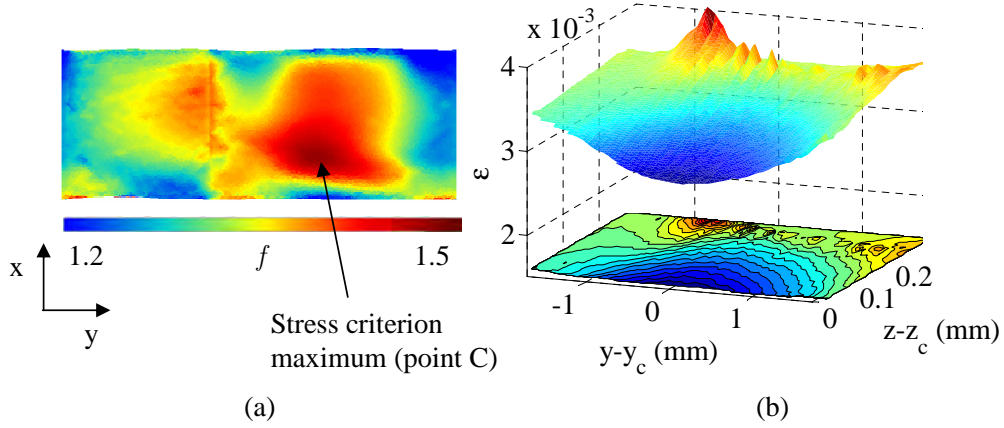 x 10⁻³
4
3
2
ε
1.2
f
1.5
x
y
Stress criterion
maximum (point C)
-1
0
1
0
0.1
0.2
y-y_c (mm)
z-z_c (mm)
(a)
(b)